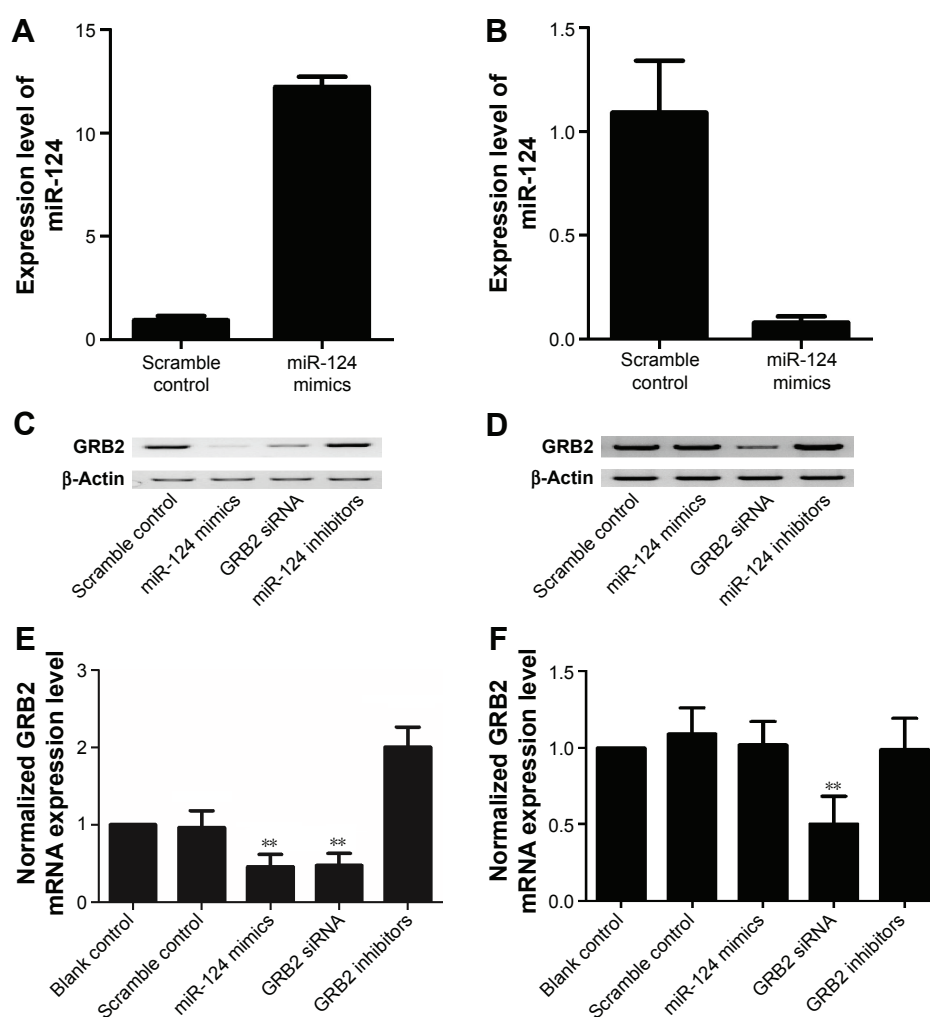 A
Expression level of
miR-124
15
10
5
0
Scramble
control
miR-124
mimics
B
Expression level of
miR-124
1.5
1.0
0.5
0.0
Scramble
control
miR-124
mimics
C
GRB2
β-Actin
Scramble control
miR-124 mimics
GRB2 siRNA
miR-124 inhibitors
D
GRB2
β-Actin
Scramble control
miR-124 mimics
GRB2 siRNA
miR-124 inhibitors
E
Normalized GRB2
mRNA expression level
3
2
1
0
**
**
Blank control
Scramble control
miR-124 mimics
GRB2 siRNA
GRB2 inhibitors
F
Normalized GRB2
mRNA expression level
1.5
1.0
0.5
0.0
**
Blank control
Scramble control
miR-124 mimics
GRB2 siRNA
GRB2 inhibitors